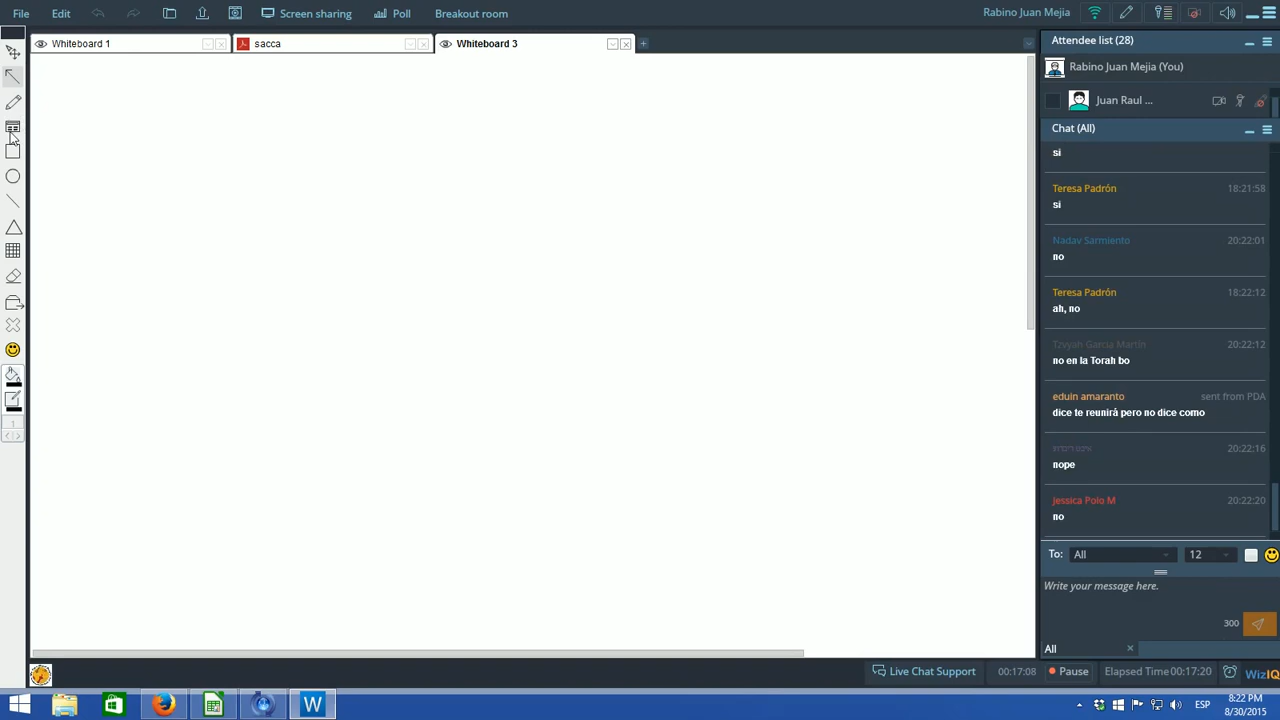 File Edit Screen sharing Poll Breakout room Rabino Juan Mejia
Whiteboard 1 sacca Whiteboard 3
Attendee list (28)
Rabino Juan Mejia (You)
Juan Raul ...
Chat (All)
si
Teresa Padrón 18:21:58
si
Nadav Sarmiento 20:22:01
no
Teresa Padrón 18:22:12
ah, no
Tzvyah Garcia Martin 20:22:12
no en la Torah bo
eduin amaranto sent from PDA
dice te reunirá pero no dice como
20:22:16
nope
Jessica Polo M 20:22:20
no
To: All 12
Write your message here.
300
All
1
Live Chat Support 00:17:08 Pause Elapsed Time 00:17:20 WizIQ
W ESP 8:22 PM
8/30/2015